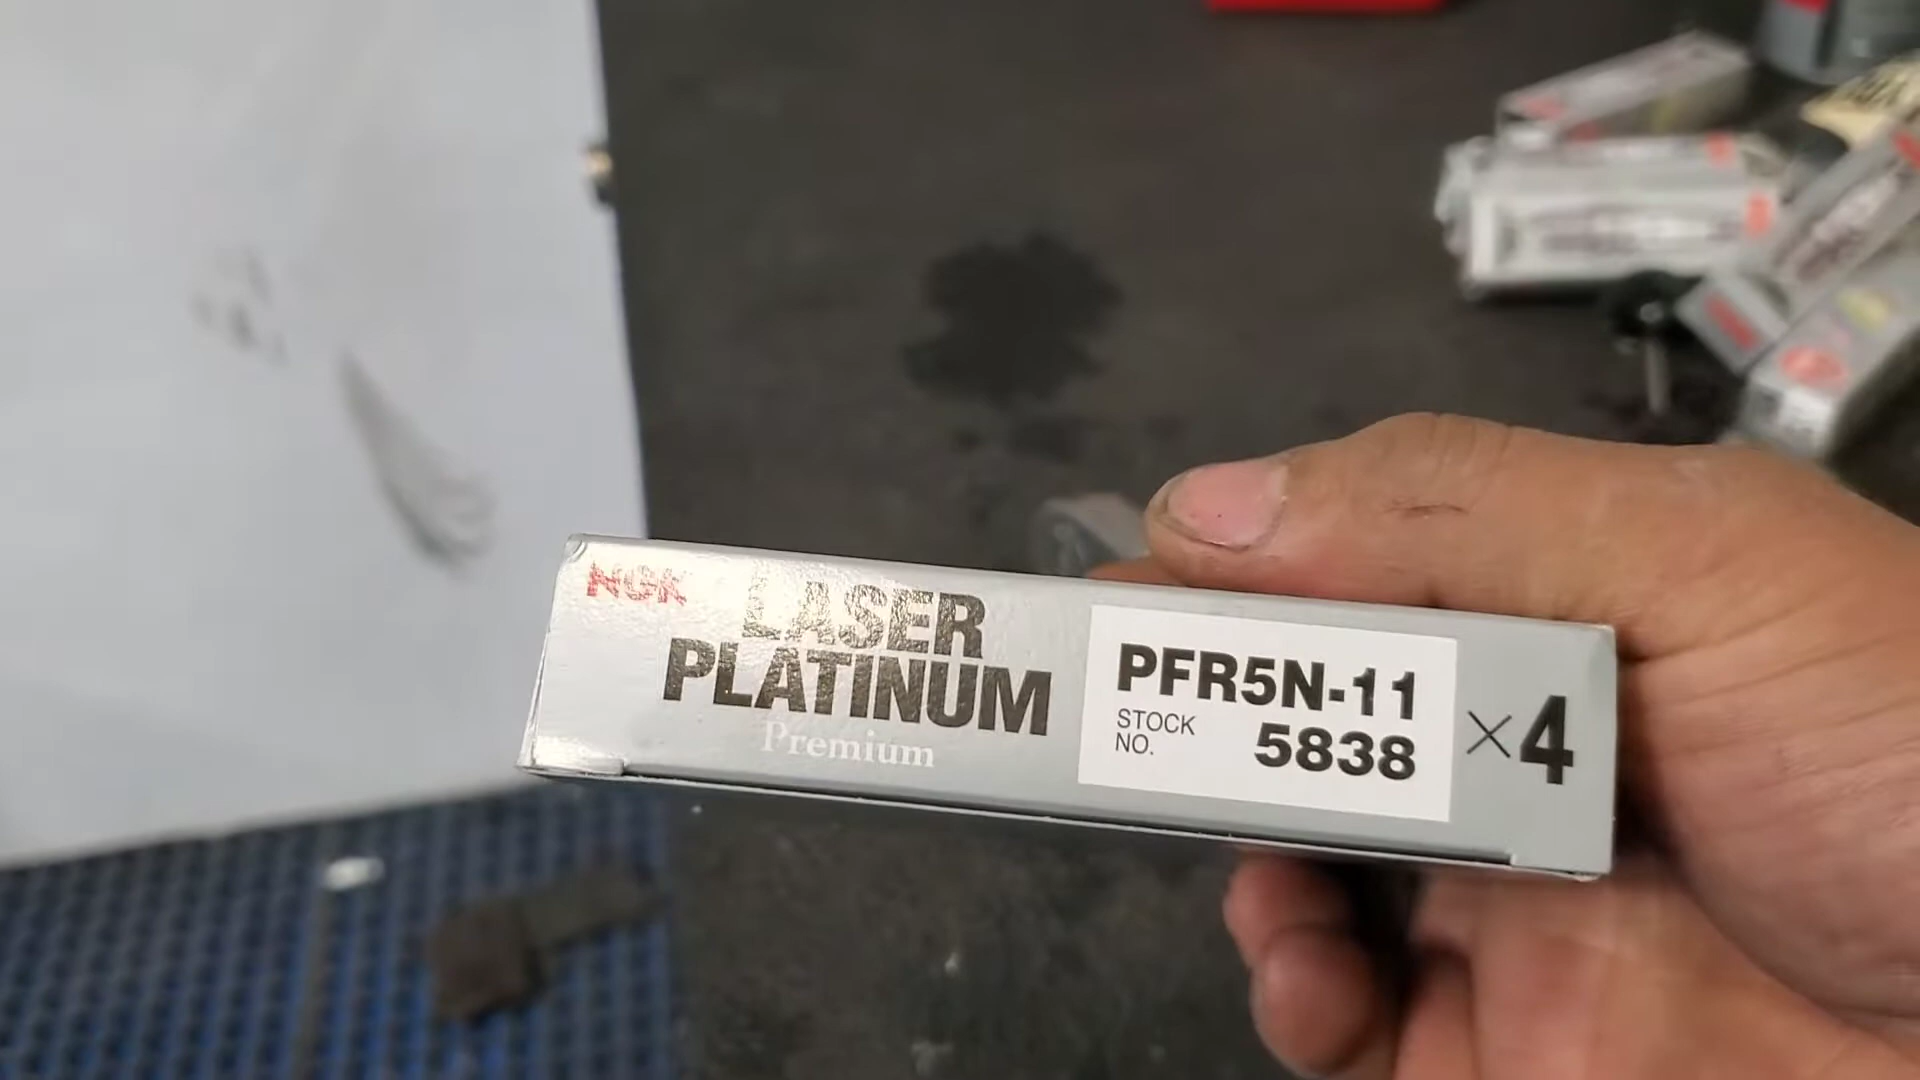 NGK
LASER
PLATINUM
Premium
PFR5N-11
STOCK
NO.
5838
×4